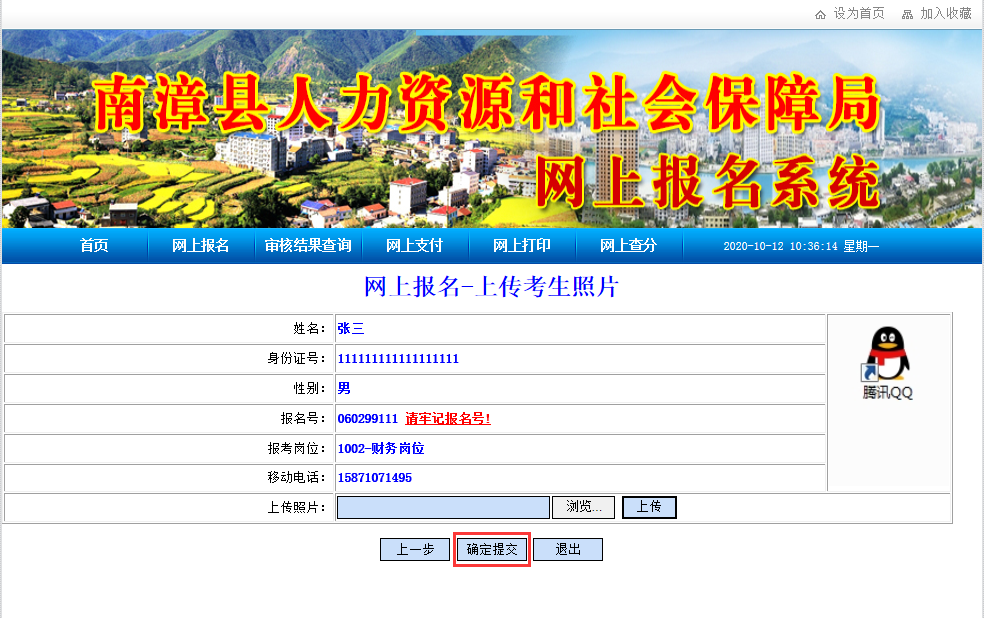 设为首页 加入收藏
南漳县人力资源和社会保障局
网上报名系统
首页 网上报名 审核结果查询 网上支付 网上打印 网上查分 2020-10-12 10:36:14 星期一
网上报名-上传考生照片
姓名: 张三
身份证号: 111111111111111111
性别: 男
报名号: 060299111 请牢记报名号!
报考岗位: 1002-财务岗位
移动电话: 15871071495
腾讯QQ
上传照片: 浏览... 上传
上一步 确定提交 退出